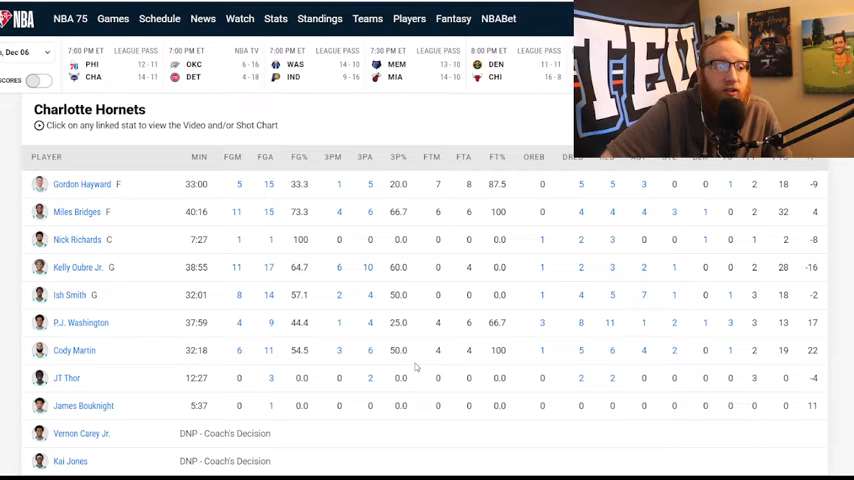 NBA NBA 75 Games Schedule News Watch Stats Standings Teams Players Fantasy NBABet
Dec 06
7:00 PM ET LEAGUE PASS 7:00 PM ET NBA TV 7:00 PM ET LEAGUE PASS 7:30 PM ET LEAGUE PASS 8:00 PM ET LEAGUE PASS
PHI 12 - 11 OKC 6 - 16 WAS 14 - 10 MEM 13 - 10 DEN 11 - 11
SCORES CHA 14 - 11 DET 4 - 18 IND 9 - 16 MIA 14 - 10 CHI 16 - 8
Charlotte Hornets
Click on any linked stat to view the Video and/or Shot Chart
PLAYER MIN FGM FGA FG% 3PM 3PA 3P% FTM FTA FT% OREB
Gordon Hayward F 33:00 5 15 33.3 1 5 20.0 7 8 87.5 0 5 5 3 0 0 1 2 18 -9
Miles Bridges F 40:16 11 15 73.3 4 6 66.7 6 6 100 0 4 4 4 3 1 0 2 32 4
Nick Richards C 7:27 1 1 100 0 0 0.0 0 0 0.0 1 2 3 0 0 1 0 1 2 -8
Kelly Oubre Jr. G 38:55 11 17 64.7 6 10 60.0 0 4 0.0 1 2 3 2 1 0 0 2 28 -16
Ish Smith G 32:01 8 14 57.1 2 4 50.0 0 0 0.0 1 4 5 7 1 0 1 3 18 -2
P.J. Washington 37:59 4 9 44.4 1 4 25.0 4 6 66.7 3 8 11 1 2 1 3 3 13 17
Cody Martin 32:18 6 11 54.5 3 6 50.0 4 4 100 1 5 6 4 2 0 1 2 19 22
JT Thor 12:27 0 3 0.0 0 2 0.0 0 0 0.0 0 2 2 0 0 0 0 3 0 -4
James Bouknight 5:37 0 1 0.0 0 0 0.0 0 0 0.0 0 0 0 0 0 0 0 0 0 11
Vernon Carey Jr. DNP - Coach's Decision
Kai Jones DNP - Coach's Decision